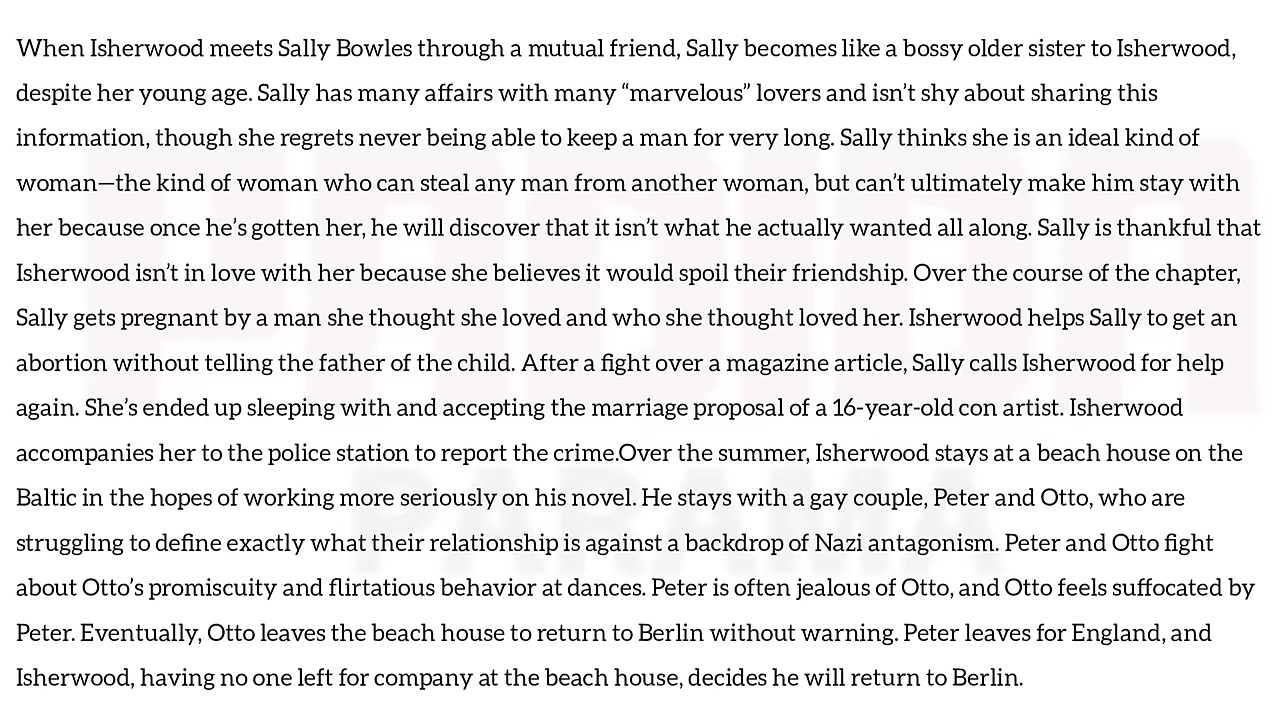 When Isherwood meets Sally Bowles through a mutual friend, Sally becomes like a bossy older sister to Isherwood,
despite her young age. Sally has many affairs with many “marvelous” lovers and isn’t shy about sharing this
information, though she regrets never being able to keep a man for very long. Sally thinks she is an ideal kind of
woman—the kind of woman who can steal any man from another woman, but can’t ultimately make him stay with
her because once he’s gotten her, he will discover that it isn’t what he actually wanted all along. Sally is thankful that
Isherwood isn’t in love with her because she believes it would spoil their friendship. Over the course of the chapter,
Sally gets pregnant by a man she thought she loved and who she thought loved her. Isherwood helps Sally to get an
abortion without telling the father of the child. After a fight over a magazine article, Sally calls Isherwood for help
again. She’s ended up sleeping with and accepting the marriage proposal of a 16-year-old con artist. Isherwood
accompanies her to the police station to report the crime.Over the summer, Isherwood stays at a beach house on the
Baltic in the hopes of working more seriously on his novel. He stays with a gay couple, Peter and Otto, who are
struggling to define exactly what their relationship is against a backdrop of Nazi antagonism. Peter and Otto fight
about Otto’s promiscuity and flirtatious behavior at dances. Peter is often jealous of Otto, and Otto feels suffocated by
Peter. Eventually, Otto leaves the beach house to return to Berlin without warning. Peter leaves for England, and
Isherwood, having no one left for company at the beach house, decides he will return to Berlin.